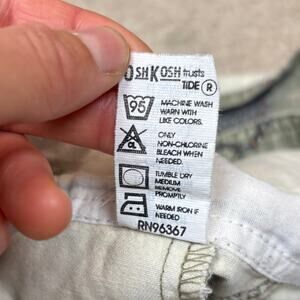 OSHKOSH trusts
TIDE ®
95
MACHINE WASH
WARM WITH
LIKE COLORS.
CL
ONLY
NON-CHLORINE
BLEACH WHEN
NEEDED.
TUMBLE DRY
MEDIUM
REMOVE
PROMPTLY
WARM IRON IF
NEEDED
RN96367